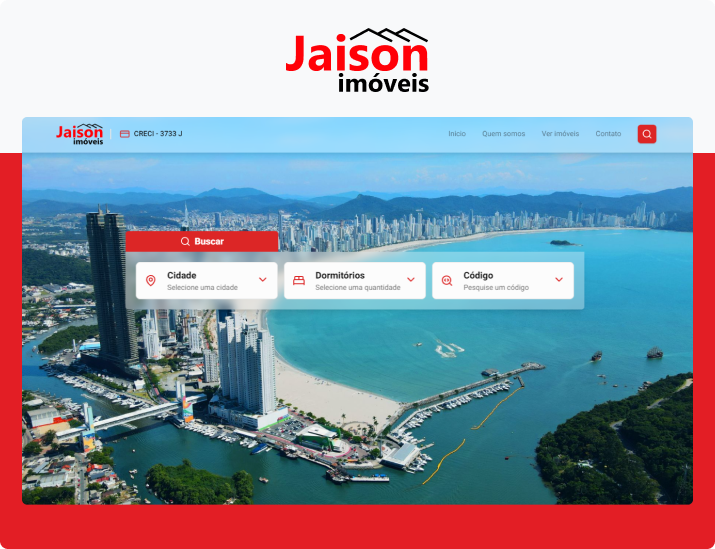 Jaison
imóveis
Jaison
imóveis
CRECI - 3733 J
Início Quem somos Ver imóveis Contato
Buscar
Cidade
Selecione uma cidade
Dormitórios
Selecione uma quantidade
Código
Pesquise um código